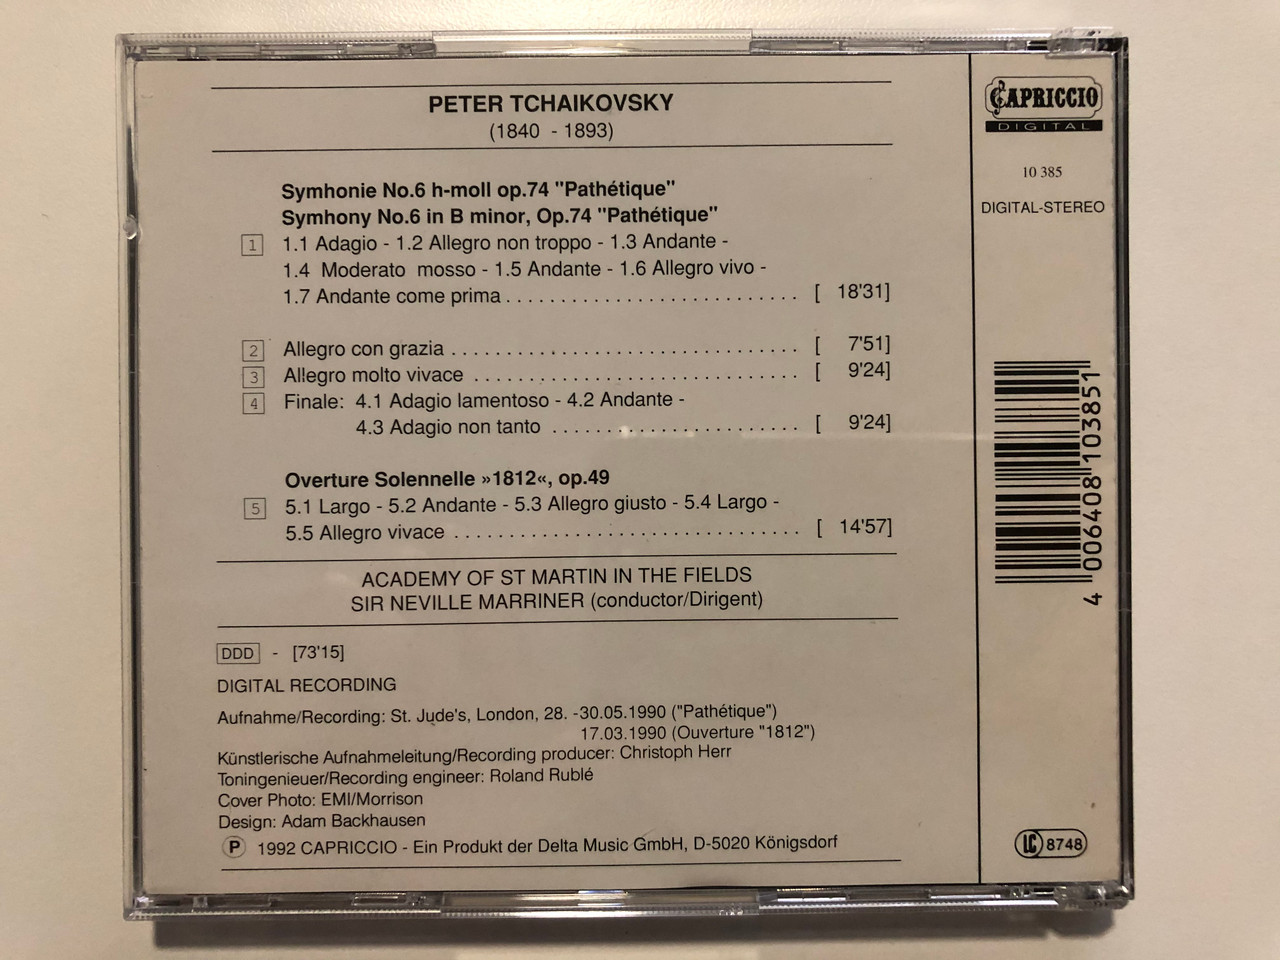 PETER TCHAIKOVSKY
(1840 - 1893)
Symhonie No.6 h-moll op.74 "Pathétique"
Symhony No.6 in B minor, Op.74 "Pathétique"
1 1.1 Adagio - 1.2 Allegro non troppo - 1.3 Andante -
1.4 Moderato mosso - 1.5 Andante - 1.6 Allegro vivo -
1.7 Andante come prima . . . . . . . . . . . . . . . . . . . . . . . . . . . [ 18'31]
2 Allegro con grazia . . . . . . . . . . . . . . . . . . . . . . . . . . . . . . . . [ 7'51]
3 Allegro molto vivace . . . . . . . . . . . . . . . . . . . . . . . . . . . . . . [ 9'24]
4 Finale: 4.1 Adagio lamentoso - 4.2 Andante -
4.3 Adagio non tanto . . . . . . . . . . . . . . . . . . . . . . . [ 9'24]
Overture Solennelle »1812«, op.49
5 5.1 Largo - 5.2 Andante - 5.3 Allegro giusto - 5.4 Largo -
5.5 Allegro vivace . . . . . . . . . . . . . . . . . . . . . . . . . . . . . . . . [ 14'57]
ACADEMY OF ST MARTIN IN THE FIELDS
SIR NEVILLE MARRINER (conductor/Dirigent)
DDD - [73'15]
DIGITAL RECORDING
Aufnahme/Recording: St. Jude's, London, 28. -30.05.1990 ("Pathétique")
17.03.1990 (Ouverture "1812")
Künstlerische Aufnahmeleitung/Recording producer: Christoph Herr
Toningenieuer/Recording engineer: Roland Rublé
Cover Photo: EMI/Morrison
Design: Adam Backhausen
℗ 1992 CAPRICCIO - Ein Produkt der Delta Music GmbH, D-5020 Königsdorf
CAPRICCIO
DIGITAL
10 385
DIGITAL-STEREO
4 006408 103851
LC 8748